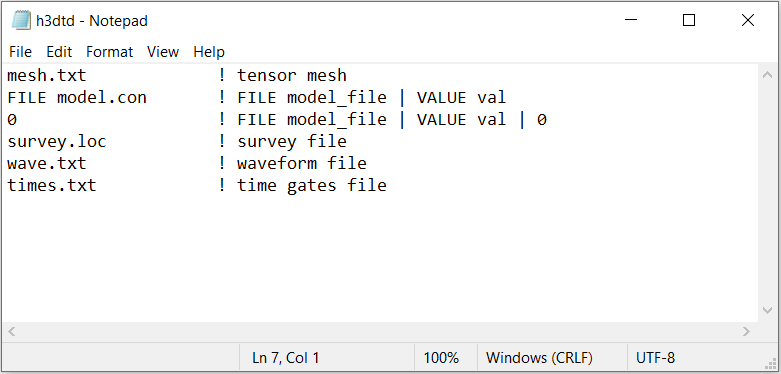 h3dtd - Notepad
File Edit Format View Help
mesh.txt ! tensor mesh
FILE model.con ! FILE model_file | VALUE val
0 ! FILE model_file | VALUE val | 0
survey.loc ! survey file
wave.txt ! waveform file
times.txt ! time gates file
Ln 7, Col 1 100% Windows (CRLF) UTF-8